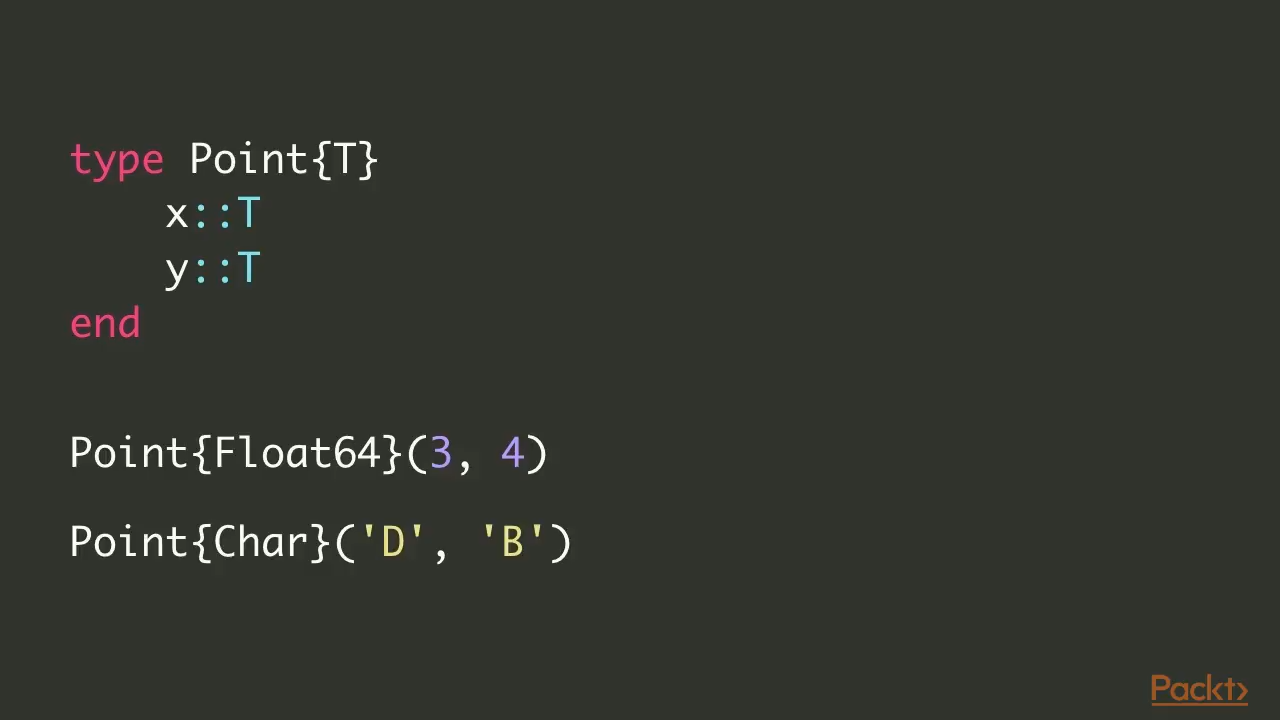 type Point{T}
    x::T
    y::T
end
Point{Float64}(3, 4)
Point{Char}('D', 'B')
Packt>